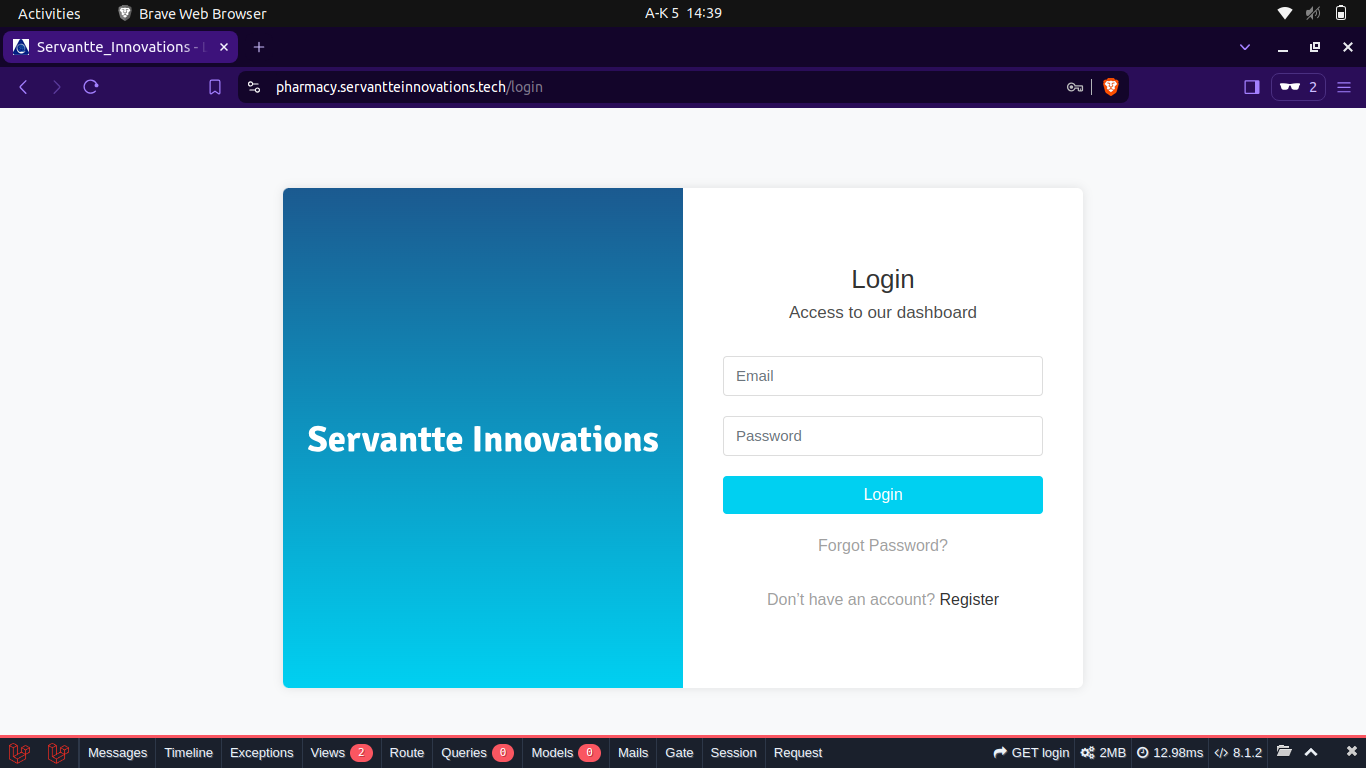 Activities Brave Web Browser A-K 5 14:39
Servantte_Innovations - L
pharmacy.servantteinnovations.tech/login 2
Login
Access to our dashboard
Email
Servantte Innovations
Password
Login
Forgot Password?
Don't have an account? Register
Messages Timeline Exceptions Views 2 Route Queries 0 Models 0 Mails Gate Session Request GET login 2MB 12.98ms 8.1.2